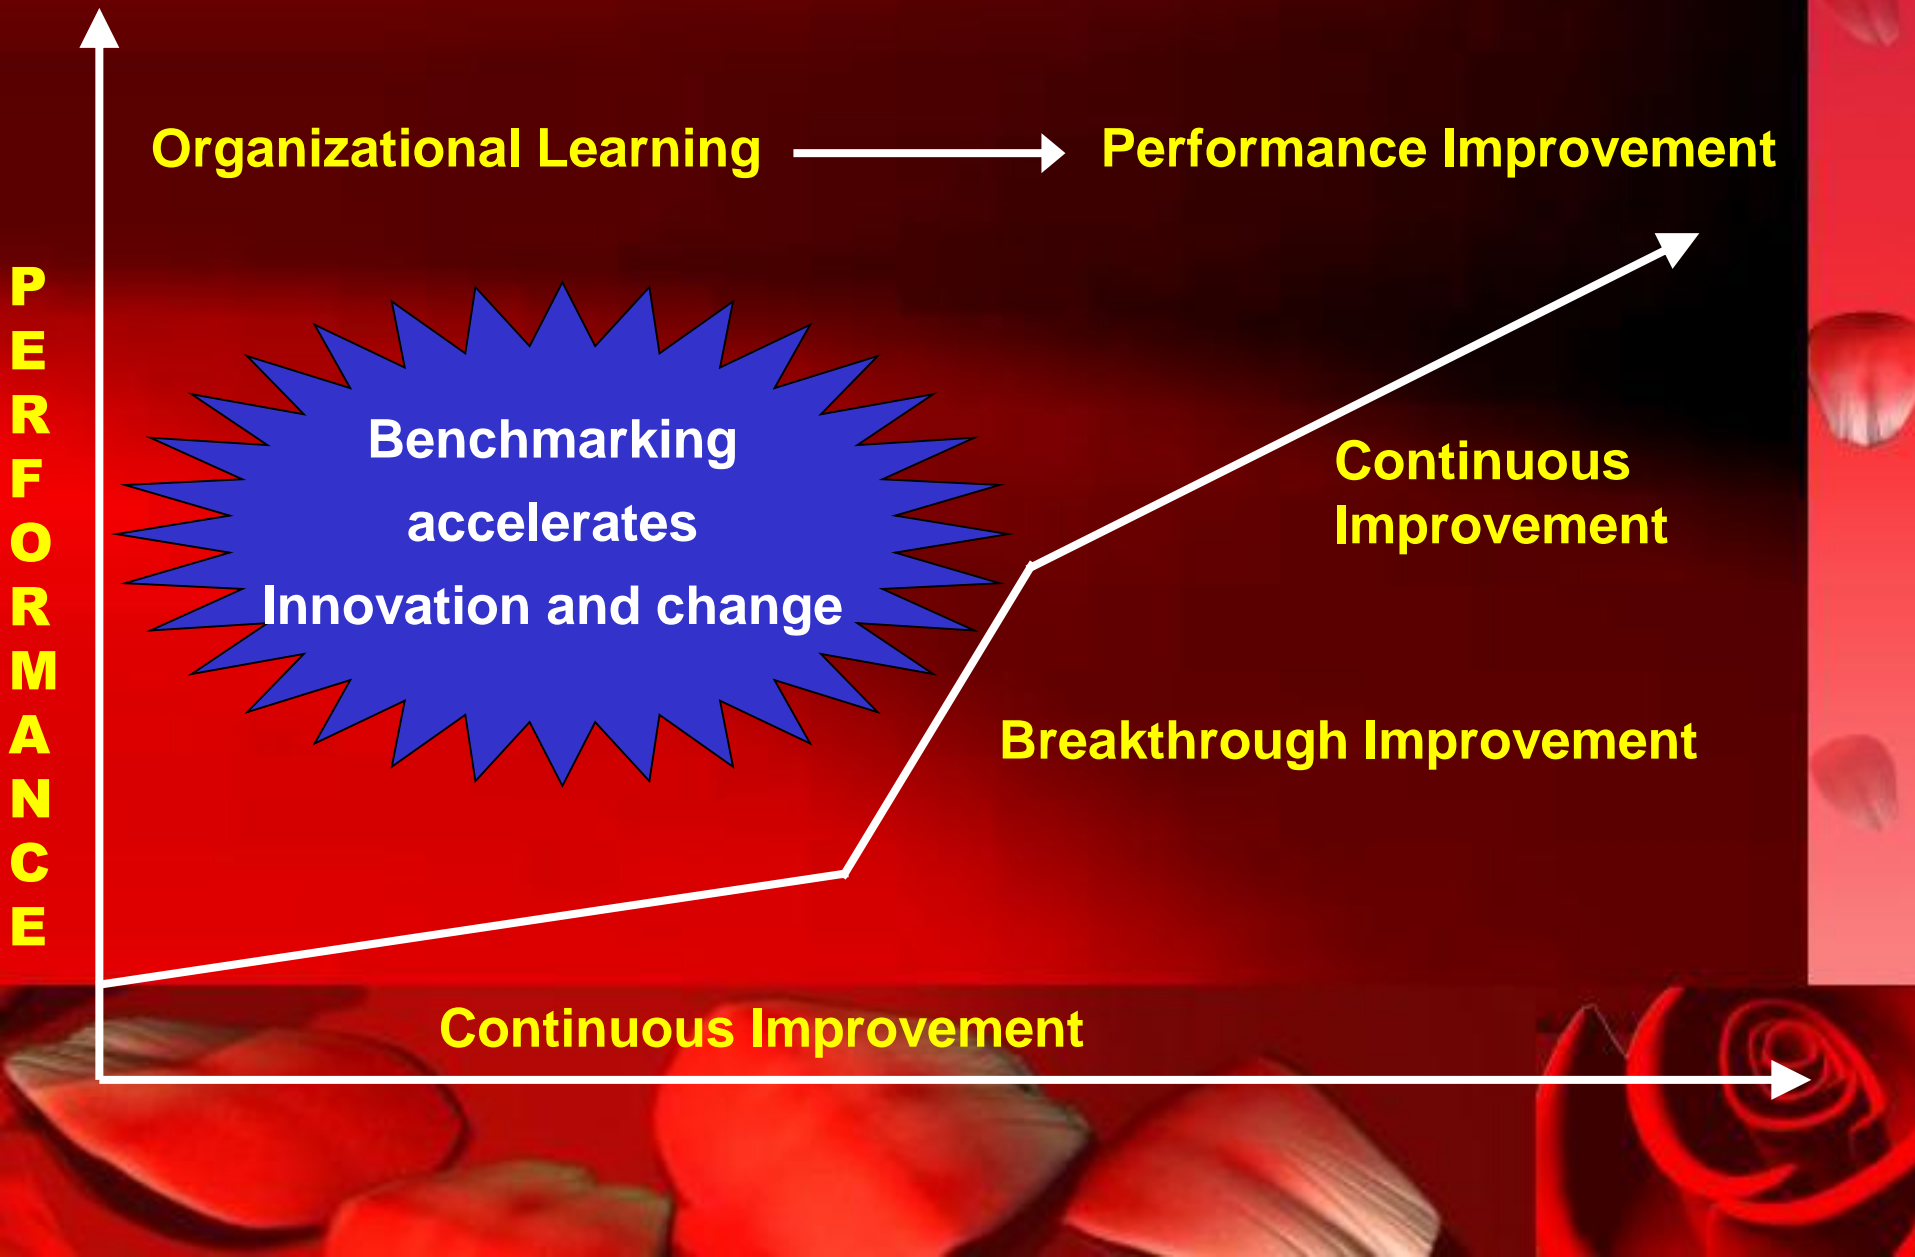 Organizational Learning
Performance Improvement
PERFORMANCE
Benchmarking
accelerates
Innovation and change
Continuous
Improvement
Breakthrough Improvement
Continuous Improvement